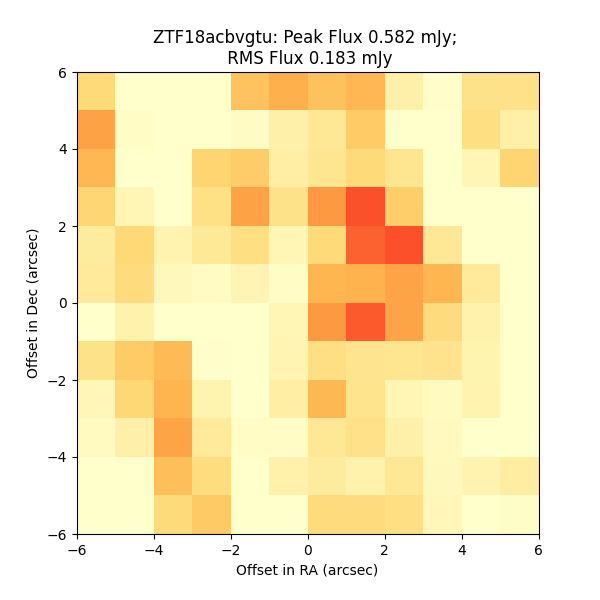 ZTF18acbvgtu: Peak Flux 0.582 mJy;
RMS Flux 0.183 mJy
6
4
2
0
−2
−4
−6
Offset in Dec (arcsec)
−6 −4 −2 0 2 4 6
Offset in RA (arcsec)